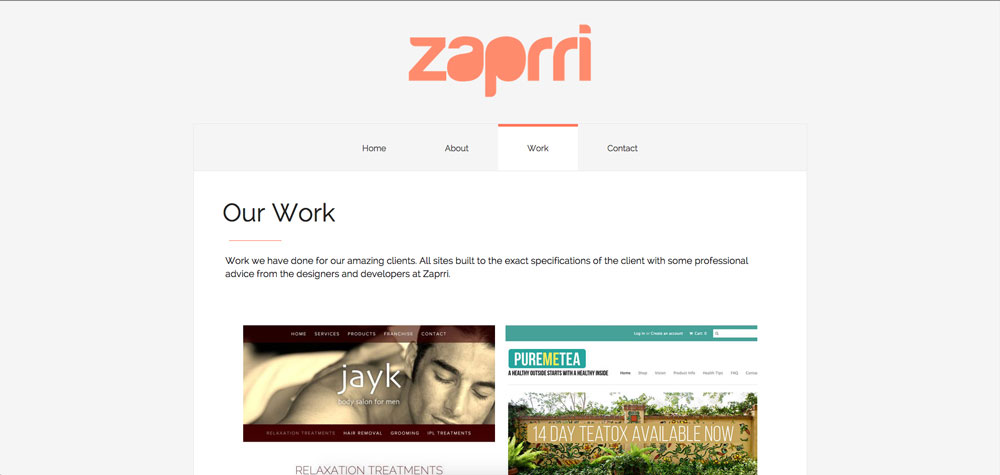 zaprri
Home About Work Contact
Our Work
Work we have done for our amazing clients. All sites built to the exact specifications of the client with some professional
advice from the designers and developers at Zaprri.
HOME SERVICES PRODUCTS FRANCHISE CONTACT
jayk
body salon for men
RELAXATION TREATMENTS HAIR REMOVAL GROOMING IPL TREATMENTS
RELAXATION TREATMENTS
Log in or Create an account Cart: 0
PUREMETEA
A HEALTHY OUTSIDE STARTS WITH A HEALTHY INSIDE
Home Shop About Product Info Health Tips FAQ Contac
14 DAY TEATOX AVAILABLE NOW